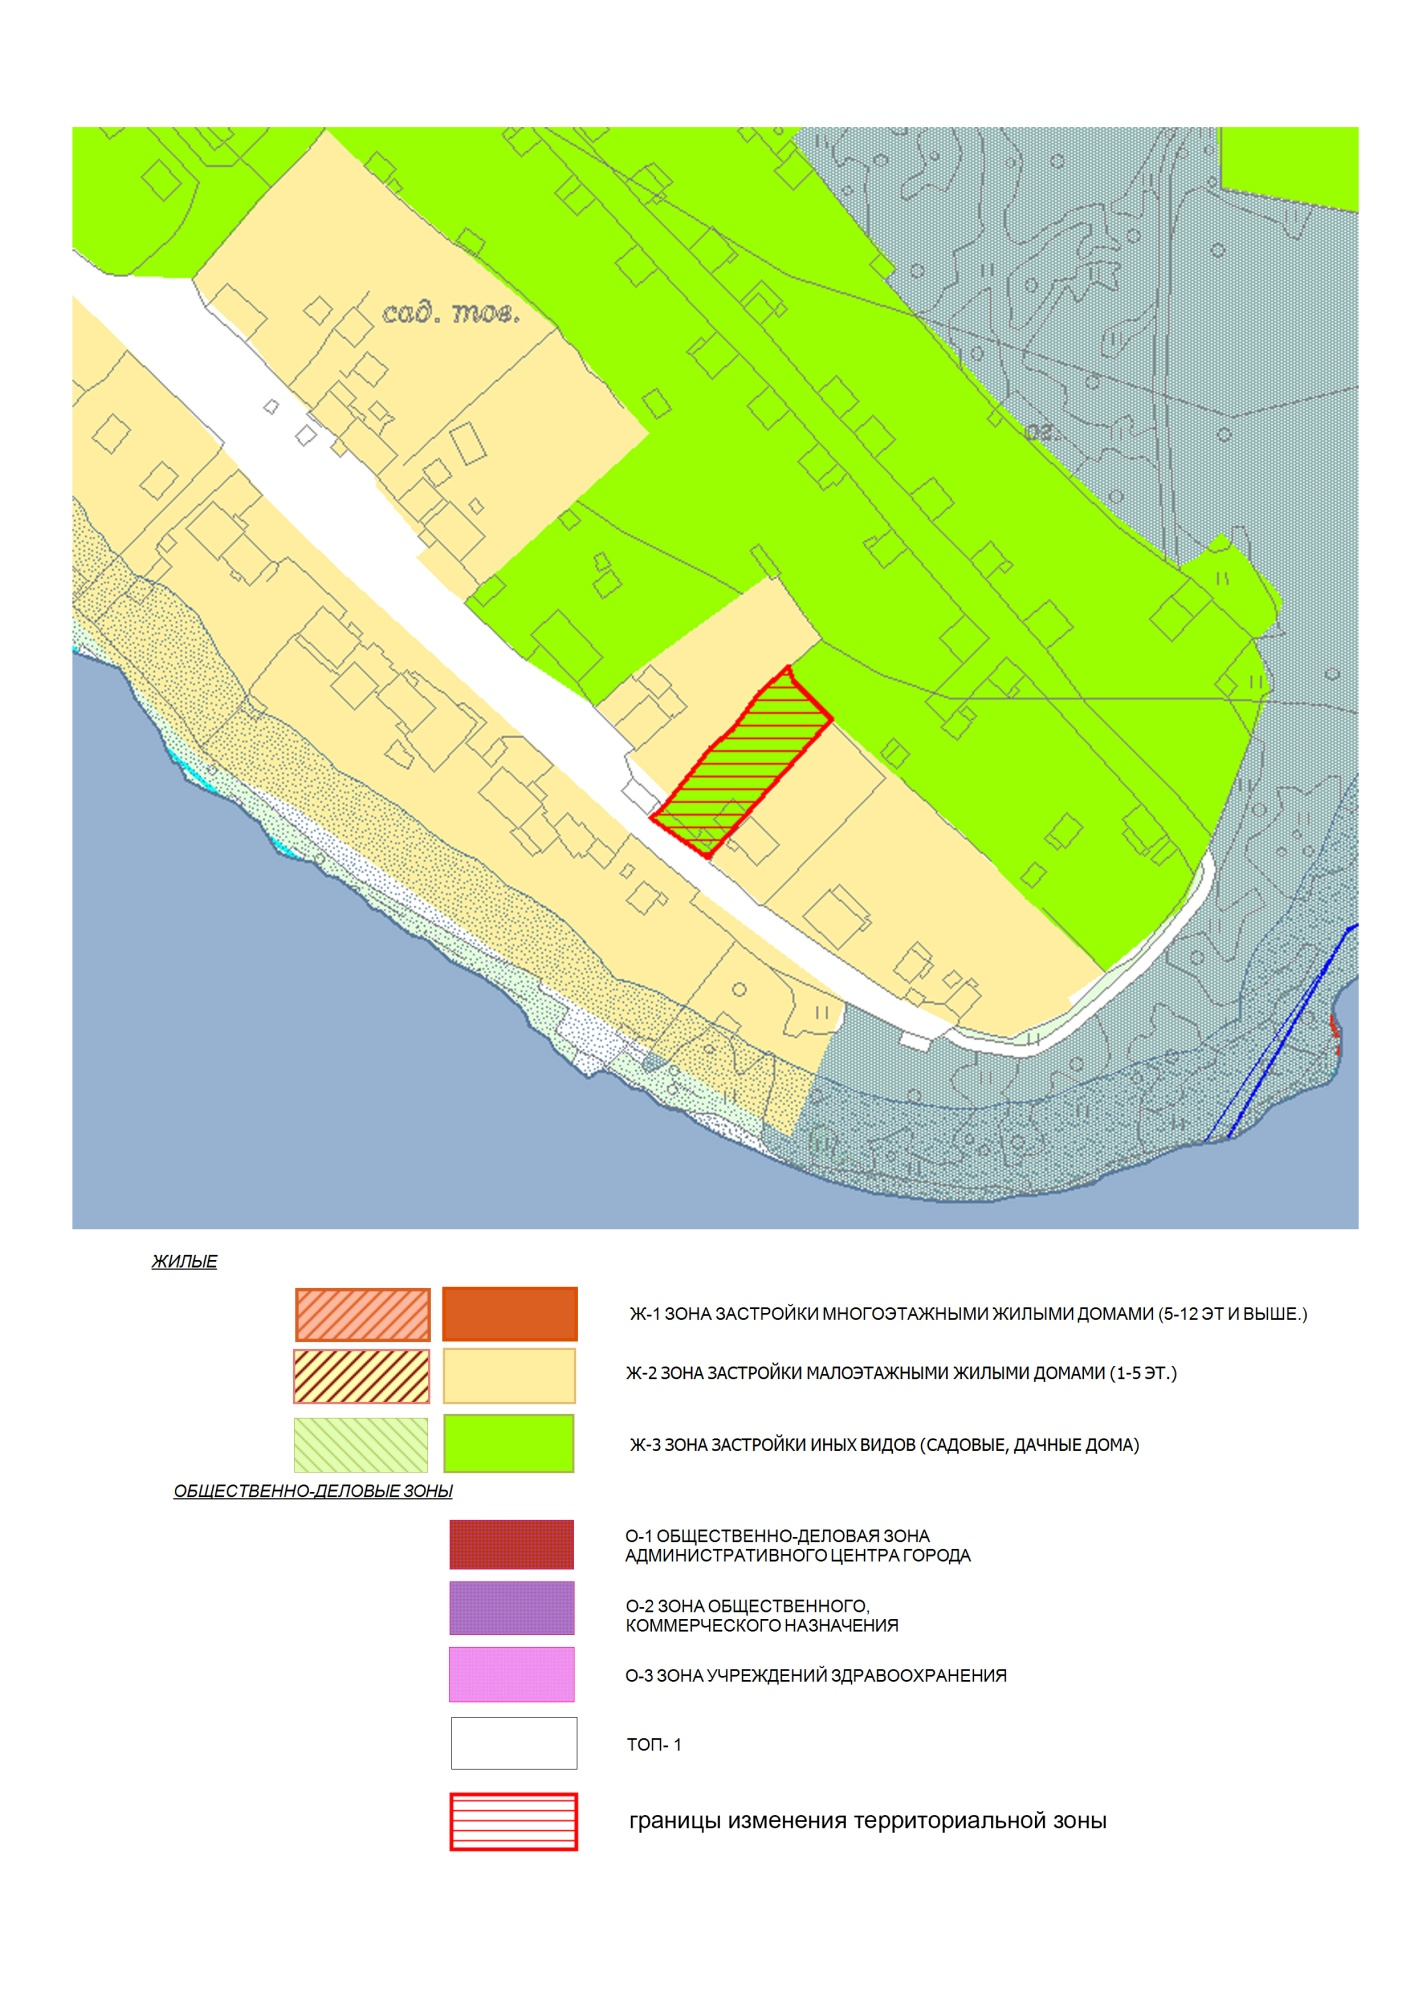 сад. тов.
ог.
ЖИЛЫЕ
Ж-1 ЗОНА ЗАСТРОЙКИ МНОГОЭТАЖНЫМИ ЖИЛЫМИ ДОМАМИ (5-12 ЭТ И ВЫШЕ.)
Ж-2 ЗОНА ЗАСТРОЙКИ МАЛОЭТАЖНЫМИ ЖИЛЫМИ ДОМАМИ (1-5 ЭТ.)
Ж-3 ЗОНА ЗАСТРОЙКИ ИНЫХ ВИДОВ (САДОВЫЕ, ДАЧНЫЕ ДОМА)
ОБЩЕСТВЕННО-ДЕЛОВЫЕ ЗОНЫ
О-1 ОБЩЕСТВЕННО-ДЕЛОВАЯ ЗОНА
АДМИНИСТРАТИВНОГО ЦЕНТРА ГОРОДА
О-2 ЗОНА ОБЩЕСТВЕННОГО,
КОММЕРЧЕСКОГО НАЗНАЧЕНИЯ
О-3 ЗОНА УЧРЕЖДЕНИЙ ЗДРАВООХРАНЕНИЯ
ТОП- 1
границы изменения территориальной зоны